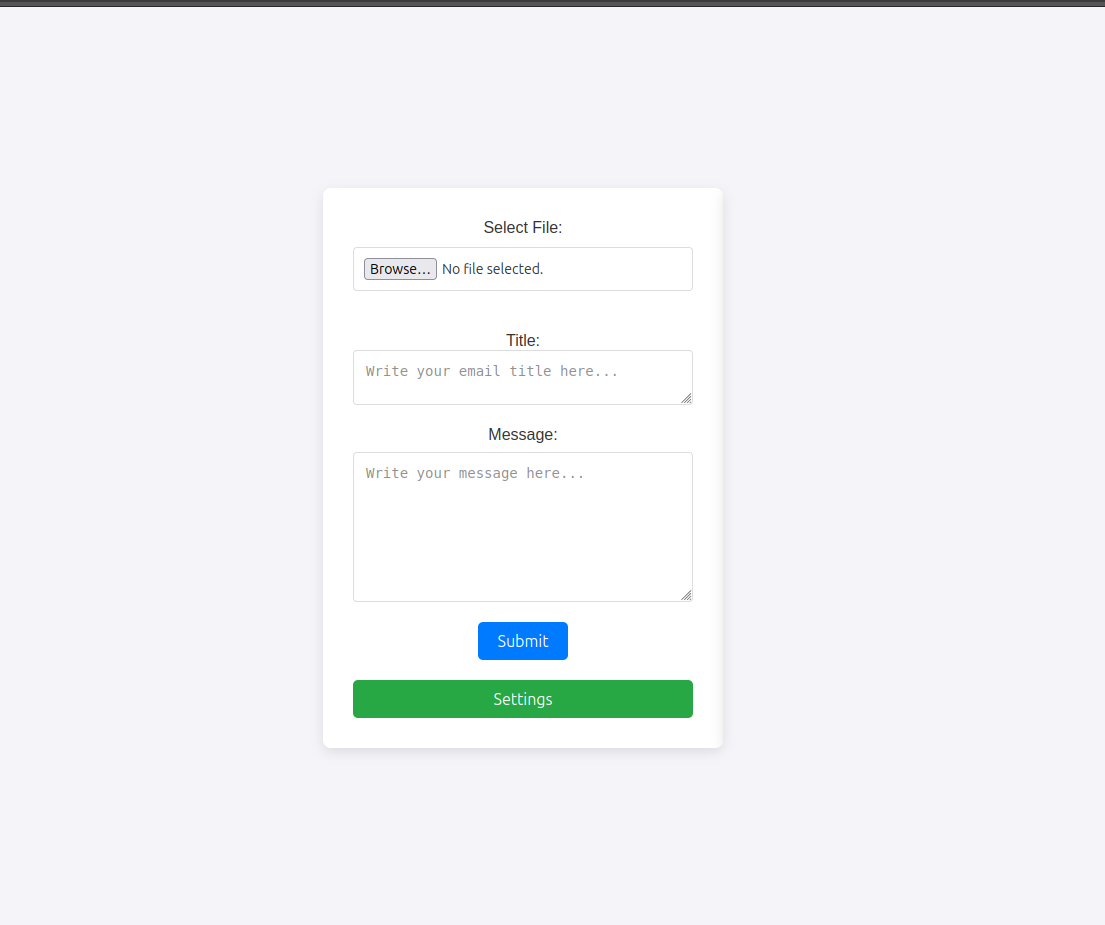 Select File:
Browse... No file selected.
Title:
Write your email title here...
Message:
Write your message here...
Submit
Settings